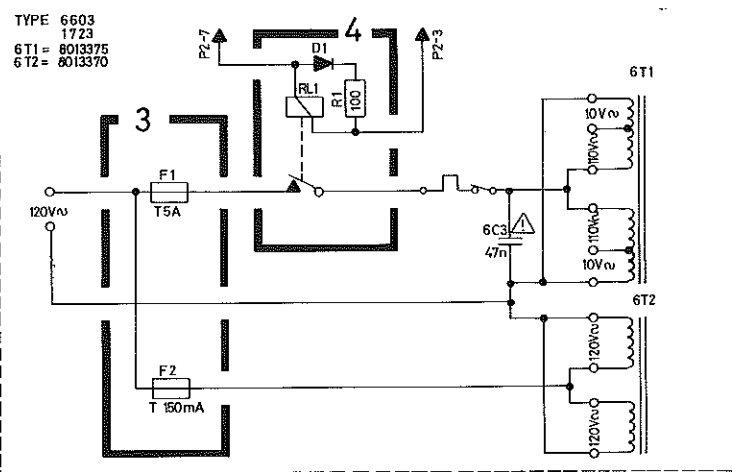 TYPE 6603
1723
6T1= 8013375
6T2= 8013370
P2-7
4
P2-3
D1
RL1
R1
100
3
F1
T5A
120V~
6T1
10V~
110V~
110V~
10V~
6C3
47n
6T2
120V~
120V~
F2
T 150mA